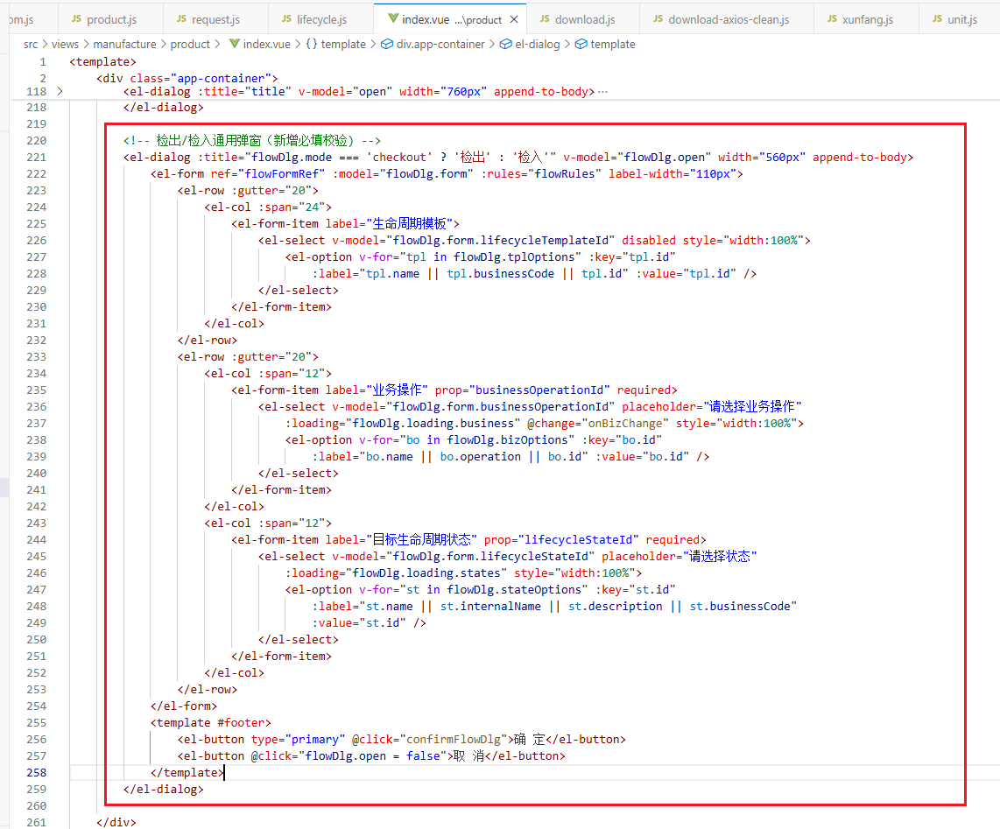 om.js JS product.js JS request.js JS lifecycle.js index.vue ...\product × JS download.js JS download-axios-clean.js JS xunfang.js JS unit.js
src > views > manufacture > product > index.vue > {} template > div.app-container > el-dialog > template
1 <template>
2 <div class="app-container">
118 > <el-dialog :title="title" v-model="open" width="760px" append-to-body>···
218 </el-dialog>
219
220 <!-- 检出/检入通用弹窗（新增必填校验）-->
221 <el-dialog :title="flowDlg.mode === 'checkout' ? '检出' : '检入'" v-model="flowDlg.open" width="560px" append-to-body>
222 <el-form ref="flowFormRef" :model="flowDlg.form" :rules="flowRules" label-width="110px">
223 <el-row :gutter="20">
224 <el-col :span="24">
225 <el-form-item label="生命周期模板">
226 <el-select v-model="flowDlg.form.lifecycleTemplateId" disabled style="width:100%">
227 <el-option v-for="tpl in flowDlg.tplOptions" :key="tpl.id"
228 :label="tpl.name || tpl.businessCode || tpl.id" :value="tpl.id" />
229 </el-select>
230 </el-form-item>
231 </el-col>
232 </el-row>
233 <el-row :gutter="20">
234 <el-col :span="12">
235 <el-form-item label="业务操作" prop="businessOperationId" required>
236 <el-select v-model="flowDlg.form.businessOperationId" placeholder="请选择业务操作"
237 :loading="flowDlg.loading.business" @change="onBizChange" style="width:100%">
238 <el-option v-for="bo in flowDlg.bizOptions" :key="bo.id"
239 :label="bo.name || bo.operation || bo.id" :value="bo.id" />
240 </el-select>
241 </el-form-item>
242 </el-col>
243 <el-col :span="12">
244 <el-form-item label="目标生命周期状态" prop="lifecycleStateId" required>
245 <el-select v-model="flowDlg.form.lifecycleStateId" placeholder="请选择状态"
246 :loading="flowDlg.loading.states" style="width:100%">
247 <el-option v-for="st in flowDlg.stateOptions" :key="st.id"
248 :label="st.name || st.internalName || st.description || st.businessCode"
249 :value="st.id" />
250 </el-select>
251 </el-form-item>
252 </el-col>
253 </el-row>
254 </el-form>
255 <template #footer>
256 <el-button type="primary" @click="confirmFlowDlg">确 定</el-button>
257 <el-button @click="flowDlg.open = false">取 消</el-button>
258 </template>
259 </el-dialog>
260
261 </div>